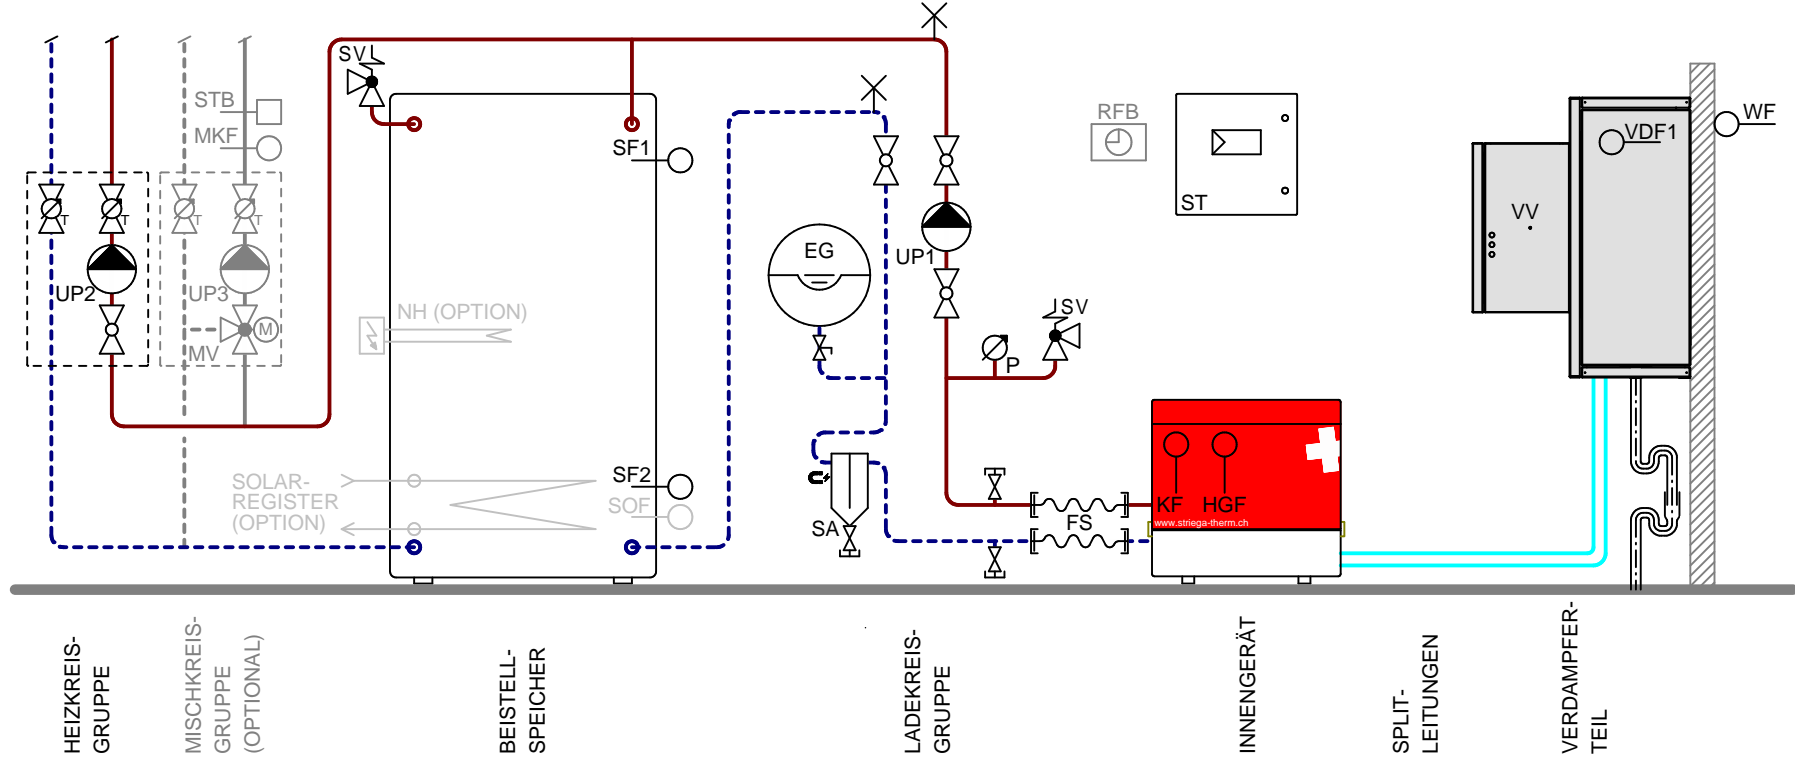 SV
STB
MKF
T
T
T
T
UP2
UP3
M
MV
SF1
NH (OPTION)
SOLAR-
REGISTER
(OPTION)
SF2
SOF
EG
UP1
SV
P
SA
FS
RFB
ST
KF
HGF
www.striega-therm.ch
VV
VDF1
WF
HEIZKREIS-
GRUPPE
MISCHKREIS-
GRUPPE
(OPTIONAL)
BEISTELL-
SPEICHER
LADEKREIS-
GRUPPE
INNENGERÄT
SPLIT-
LEITUNGEN
VERDAMPFER-
TEIL